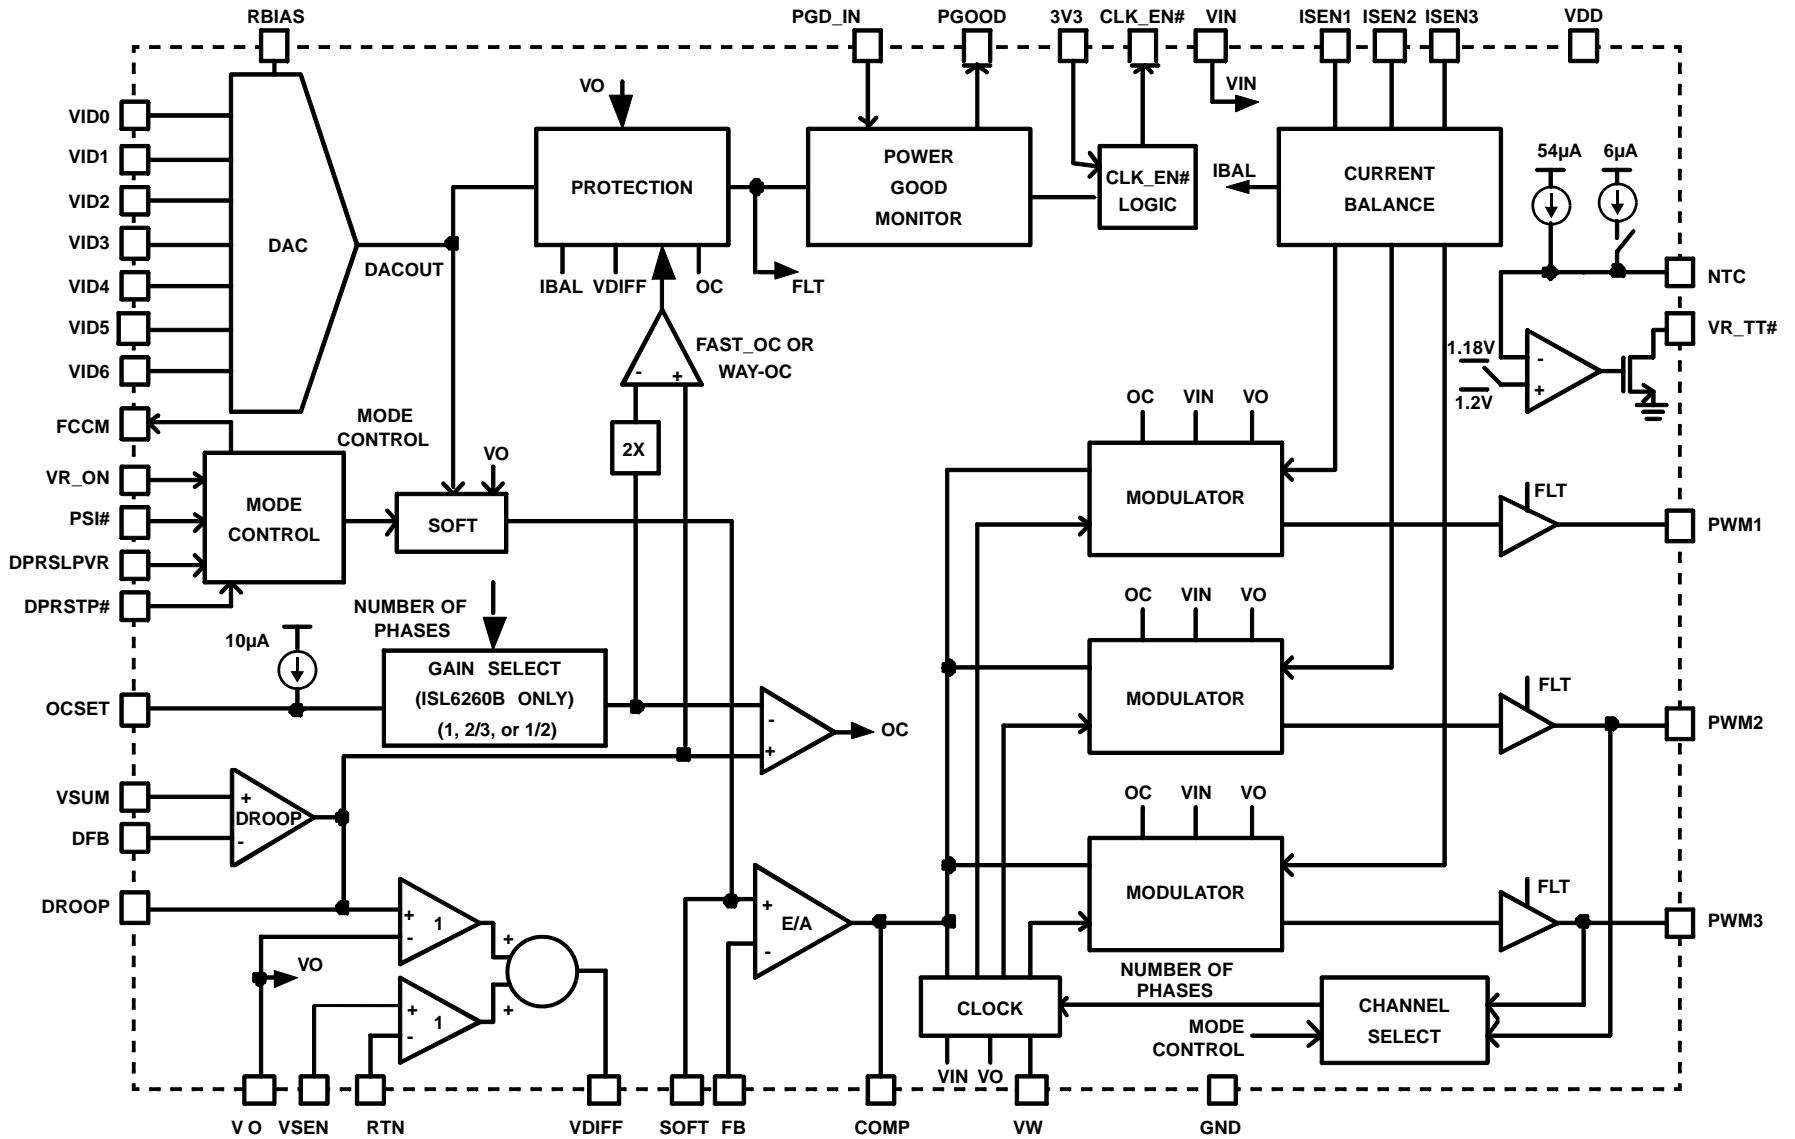 RBIAS
PGD_IN
PGOOD
3V3
CLK_EN#
VIN
ISEN1
ISEN2
ISEN3
VDD
VID0
VID1
VID2
VID3
VID4
VID5
VID6
FCCM
VR_ON
PSI#
DPRSLPVR
DPRSTP#
OCSET
VSUM
DFB
DROOP
DAC
DACOUT
VO
PROTECTION
IBAL
VDIFF
OC
FLT
POWER
GOOD
MONITOR
CLK_EN#
LOGIC
VIN
IBAL
CURRENT
BALANCE
54µA
6µA
NTC
VR_TT#
1.18V
1.2V
-
+
FAST_OC OR
WAY-OC
-
+
2X
MODE
CONTROL
MODE
CONTROL
VO
SOFT
NUMBER OF
PHASES
10µA
GAIN SELECT
(ISL6260B ONLY)
(1, 2/3, or 1/2)
-
+
OC
+
DROOP
-
+
1
-
+
VO
+
1
-
+
+
E/A
-
OC
VIN
VO
MODULATOR
FLT
PWM1
OC
VIN
VO
MODULATOR
FLT
PWM2
OC
VIN
VO
MODULATOR
FLT
PWM3
CLOCK
VIN
VO
NUMBER OF
PHASES
MODE
CONTROL
CHANNEL
SELECT
V O
VSEN
RTN
VDIFF
SOFT
FB
COMP
VW
GND